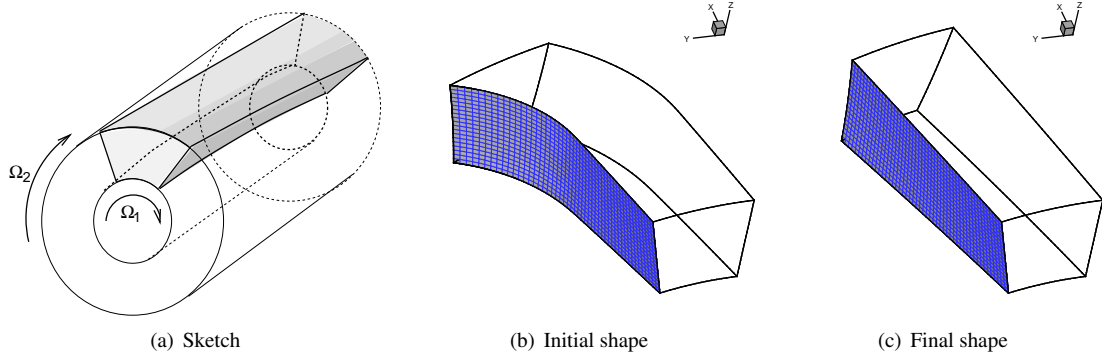 Ω2
Ω1
X
Z
Y
X
Z
Y
(a) Sketch
(b) Initial shape
(c) Final shape